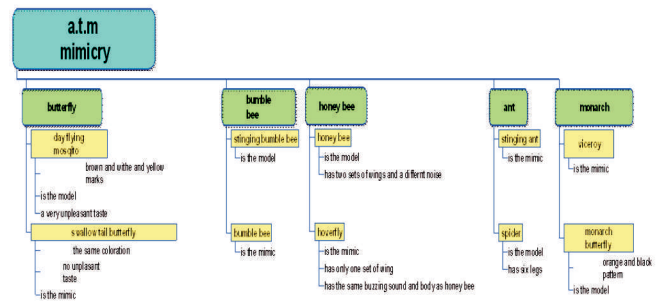 a.t.m
mimicry
butterfly
day flying
mosqito
brown and withe and yellow
marks
is the model
a very unpleasant taste
swallow tail butterfly
the same coloration
no unplasant
taste
is the mimic
bumble
bee
stinging bumble bee
is the model
bumble bee
is the mimic
honey bee
honey bee
is the model
has two sets of wings and a differnt noise
hoverfly
is the mimic
has only one set of wing
has the same buzzing sound and body as honey bee
ant
stinging ant
is the mimic
spider
is the model
has six legs
monarch
viceroy
is the mimic
monarch
butterfly
orange and black
pattern
is the model